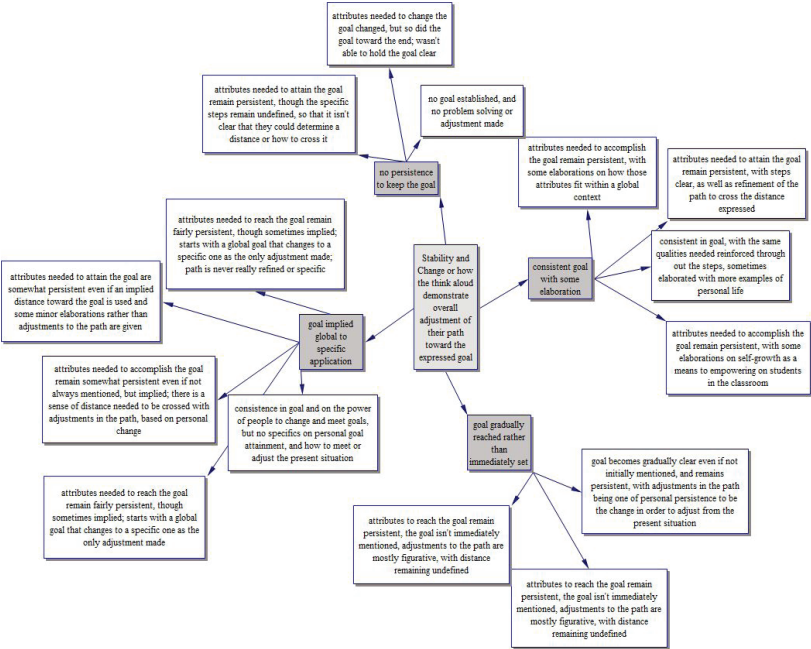 attributes needed to change the
goal changed, but so did the
goal toward the end; wasn't
able to hold the goal clear
attributes needed to attain the goal
remain persistent, though the specific
steps remain undefined, so that it isn't
clear that they could determine a
distance or how to cross it
no goal established, and
no problem solving or
adjustment made
no persistence
to keep the goal
attributes needed to accomplish
the goal remain persistent, with
some elaborations on how those
attributes fit within a global
context
attributes needed to attain the goal
remain persistent, with steps
clear, as well as refinement of the
path to cross the distance
expressed
attributes needed to reach the goal remain
fairly persistent, though sometimes implied;
starts with a global goal that changes to a
specific one as the only adjustment made;
path is never really refined or specific
Stability and
Change or how
the think aloud
demonstrate
overall
adjustment of
their path
toward the
expressed goal
consistent goal
with some
elaboration
consistent in goal, with the same
qualities needed reinforced through
out the steps, sometimes
elaborated with more examples of
personal life
attributes needed to attain the goal are
somewhat persistent even if an implied
distance toward the goal is used and
some minor elaborations rather than
adjustments to the path are given
goal implied
global to
specific
application
attributes needed to accomplish the
goal remain persistent, with some
elaborations on self-growth as a
means to empowering on students
in the classroom
attributes needed to accomplish the goal
remain somewhat persistent even if not
always mentioned, but implied; there is a
sense of distance needed to be crossed with
adjustments in the path, based on personal
change
consistence in goal and on the power
of people to change and meet goals,
but no specifics on personal goal
attainment, and how to meet or
adjust the present situation
goal gradually
reached rather
than
immediately set
goal becomes gradually clear even if not
initially mentioned, and remains
persistent, with adjustments in the path
being one of personal persistence to be
the change in order to adjust from the
present situation
attributes needed to reach the goal
remain fairly persistent, though
sometimes implied; starts with a global
goal that changes to a specific one as the
only adjustment made
attributes to reach the goal remain
persistent, the goal isn't immediately
mentioned, adjustments to the path are
mostly figurative, with distance
remaining undefined
attributes to reach the goal remain
persistent, the goal isn't immediately
mentioned, adjustments to the path are
mostly figurative, with distance
remaining undefined